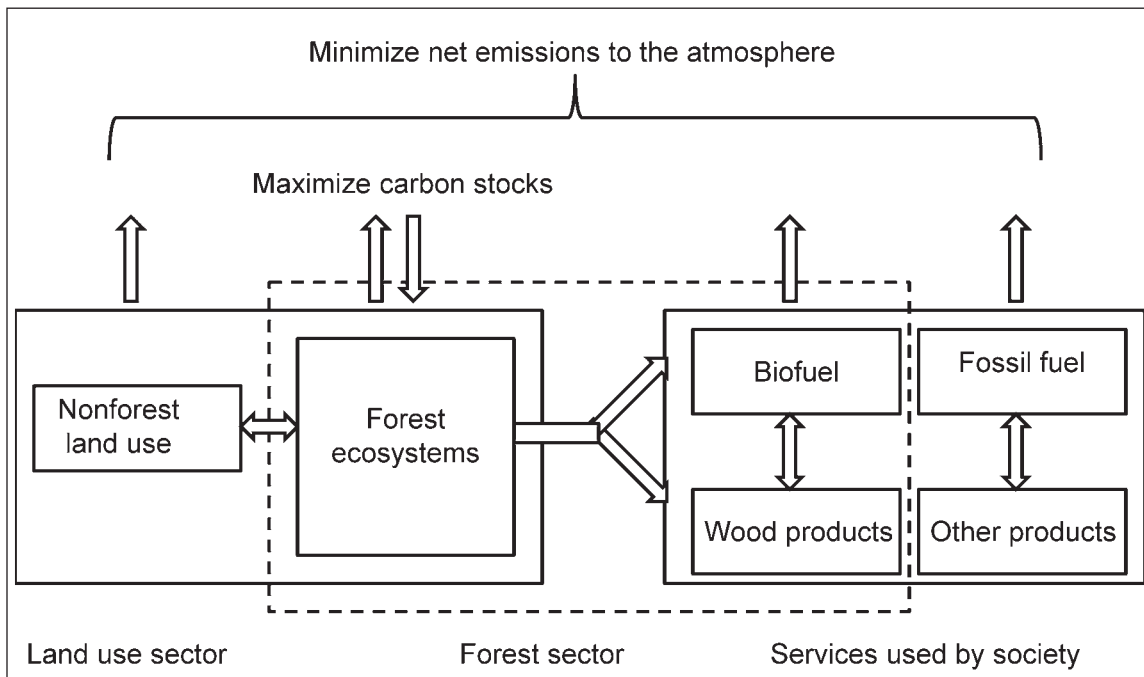 Minimize net emissions to the atmosphere
Maximize carbon stocks
Nonforest
land use
Forest
ecosystems
Biofuel
Fossil fuel
Wood products
Other products
Land use sector
Forest sector
Services used by society